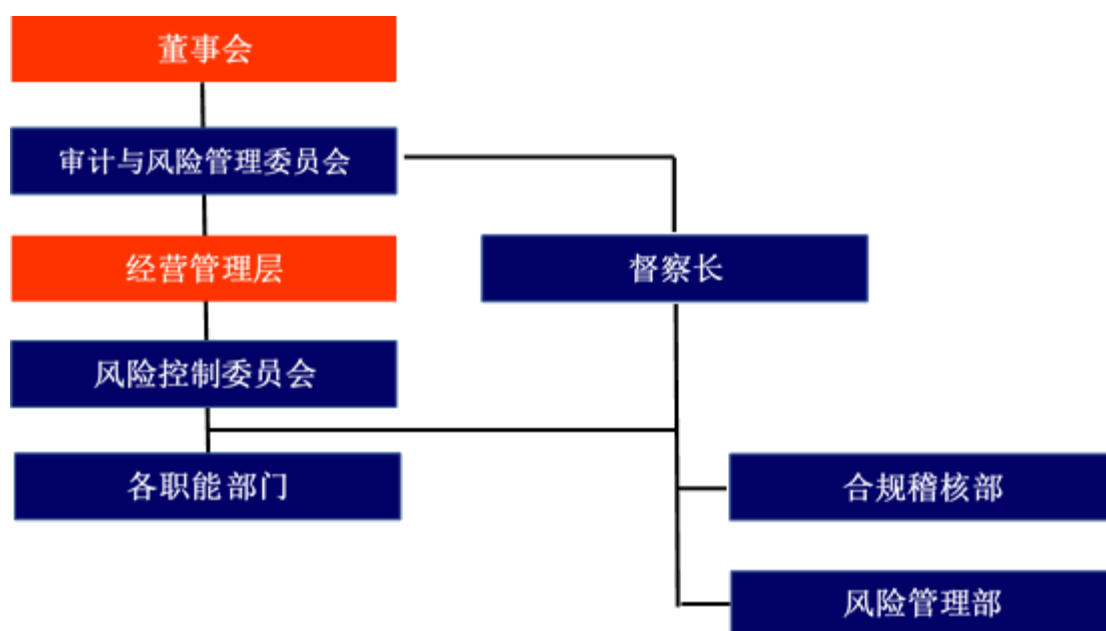 董事会
审计与风险管理委员会
经营管理层
督察长
风险控制委员会
各职能部门
合规稽核部
风险管理部